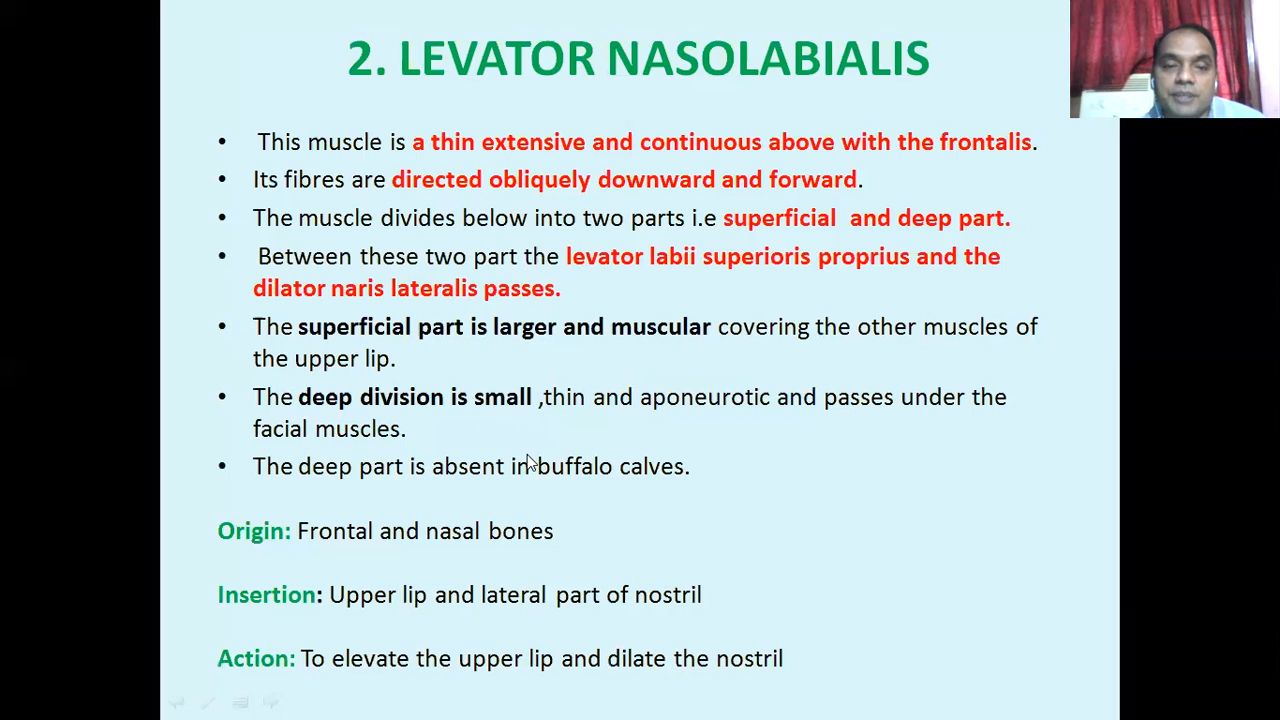 2. LEVATOR NASOLABIALIS
• This muscle is a thin extensive and continuous above with the frontalis.
• Its fibres are directed obliquely downward and forward.
• The muscle divides below into two parts i.e superficial and deep part.
• Between these two part the levator labii superioris proprius and the
dilator naris lateralis passes.
• The superficial part is larger and muscular covering the other muscles of
the upper lip.
• The deep division is small ,thin and aponeurotic and passes under the
facial muscles.
• The deep part is absent in buffalo calves.
Origin: Frontal and nasal bones
Insertion: Upper lip and lateral part of nostril
Action: To elevate the upper lip and dilate the nostril